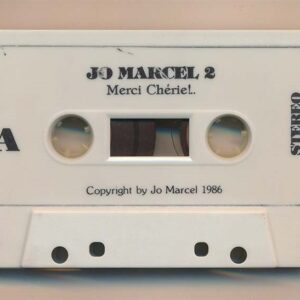 JO MARCEL 2
Merci Chérie!..
A
STEREO
Copyright by Jo Marcel 1986